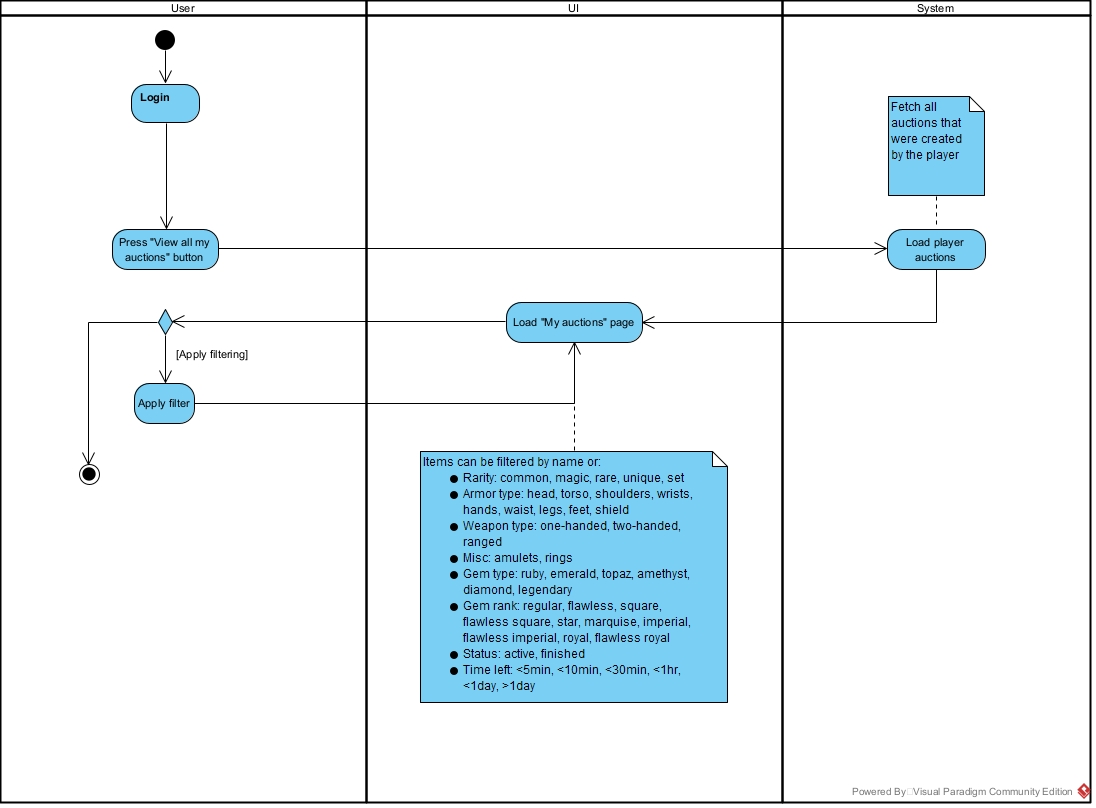 User
UI
System
Login
Fetch all
auctions that
were created
by the player
Press "View all my
auctions" button
Load player
auctions
Load "My auctions" page
[Apply filtering]
Apply filter
Items can be filtered by name or:
● Rarity: common, magic, rare, unique, set
● Armor type: head, torso, shoulders, wrists,
hands, waist, legs, feet, shield
● Weapon type: one-handed, two-handed,
ranged
● Misc: amulets, rings
● Gem type: ruby, emerald, topaz, amethyst,
diamond, legendary
● Gem rank: regular, flawless, square,
flawless square, star, marquise, imperial,
flawless imperial, royal, flawless royal
● Status: active, finished
● Time left: <5min, <10min, <30min, <1hr,
<1day, >1day
Powered By Visual Paradigm Community Edition